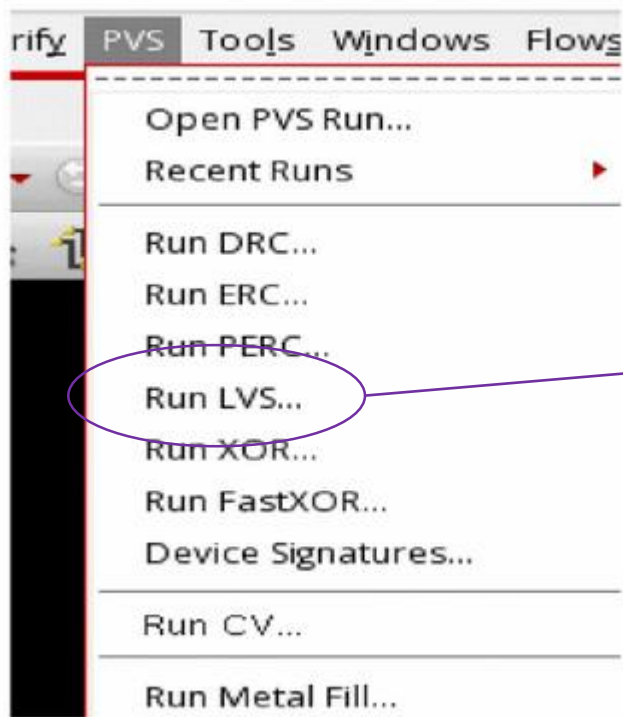 rify PVS Tools Windows Flows
Open PVS Run...
Recent Runs
Run DRC...
Run ERC...
Run PERC...
Run LVS...
Run XOR...
Run FastXOR...
Device Signatures...
Run CV...
Run Metal Fill...